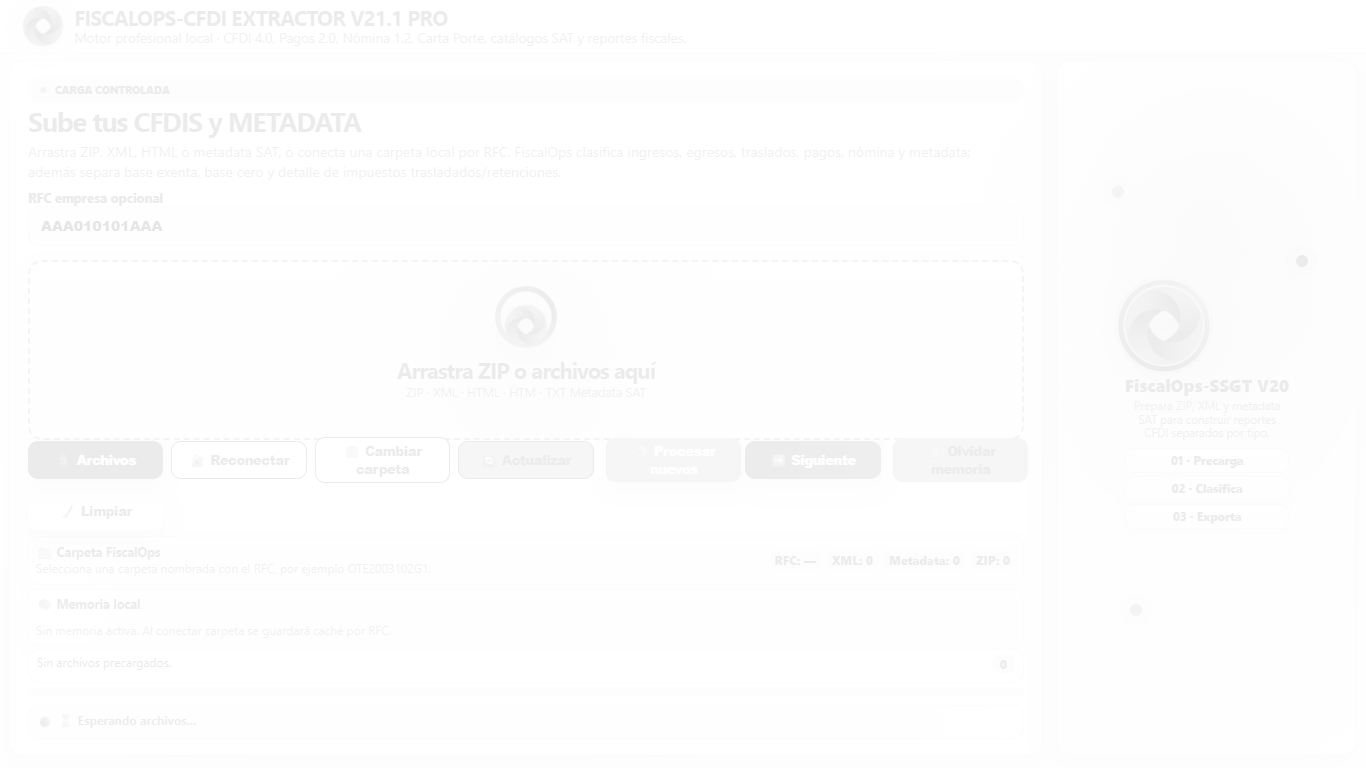 FISCALOPS-CFDI EXTRACTOR V21.1 PRO
Motor profesional local · CFDI 4.0, Pagos 2.0, Nómina 1.2, Carta Porte, catálogos SAT y reportes fiscales.
CARGA CONTROLADA
Sube tus CFDIS y METADATA
Arrastra ZIP, XML, HTML o metadata SAT, o conecta una carpeta local por RFC. FiscalOps clasifica ingresos, egresos, traslados, pagos, nómina y metadata;
además separa base exenta, base cero y detalle de impuestos trasladados/retenciones.
RFC empresa opcional
AAA010101AAA
Arrastra ZIP o archivos aquí
ZIP · XML · HTML · HTM · TXT Metadata SAT
Archivos
Reconectar
Cambiar
carpeta
Actualizar
Procesar
nuevos
Siguiente
Olvidar
memoria
Limpiar
Carpeta FiscalOps
Selecciona una carpeta nombrada con el RFC, por ejemplo OTE2003102G1.
RFC: — XML: 0 Metadata: 0 ZIP: 0
Memoria local
Sin memoria activa. Al conectar carpeta se guardará caché por RFC.
Sin archivos precargados.
0
Esperando archivos...
FiscalOps-SSGT V20
Prepara ZIP, XML y metadata
SAT para construir reportes
CFDI separados por tipo.
01 · Precarga
02 · Clasifica
03 · Exporta